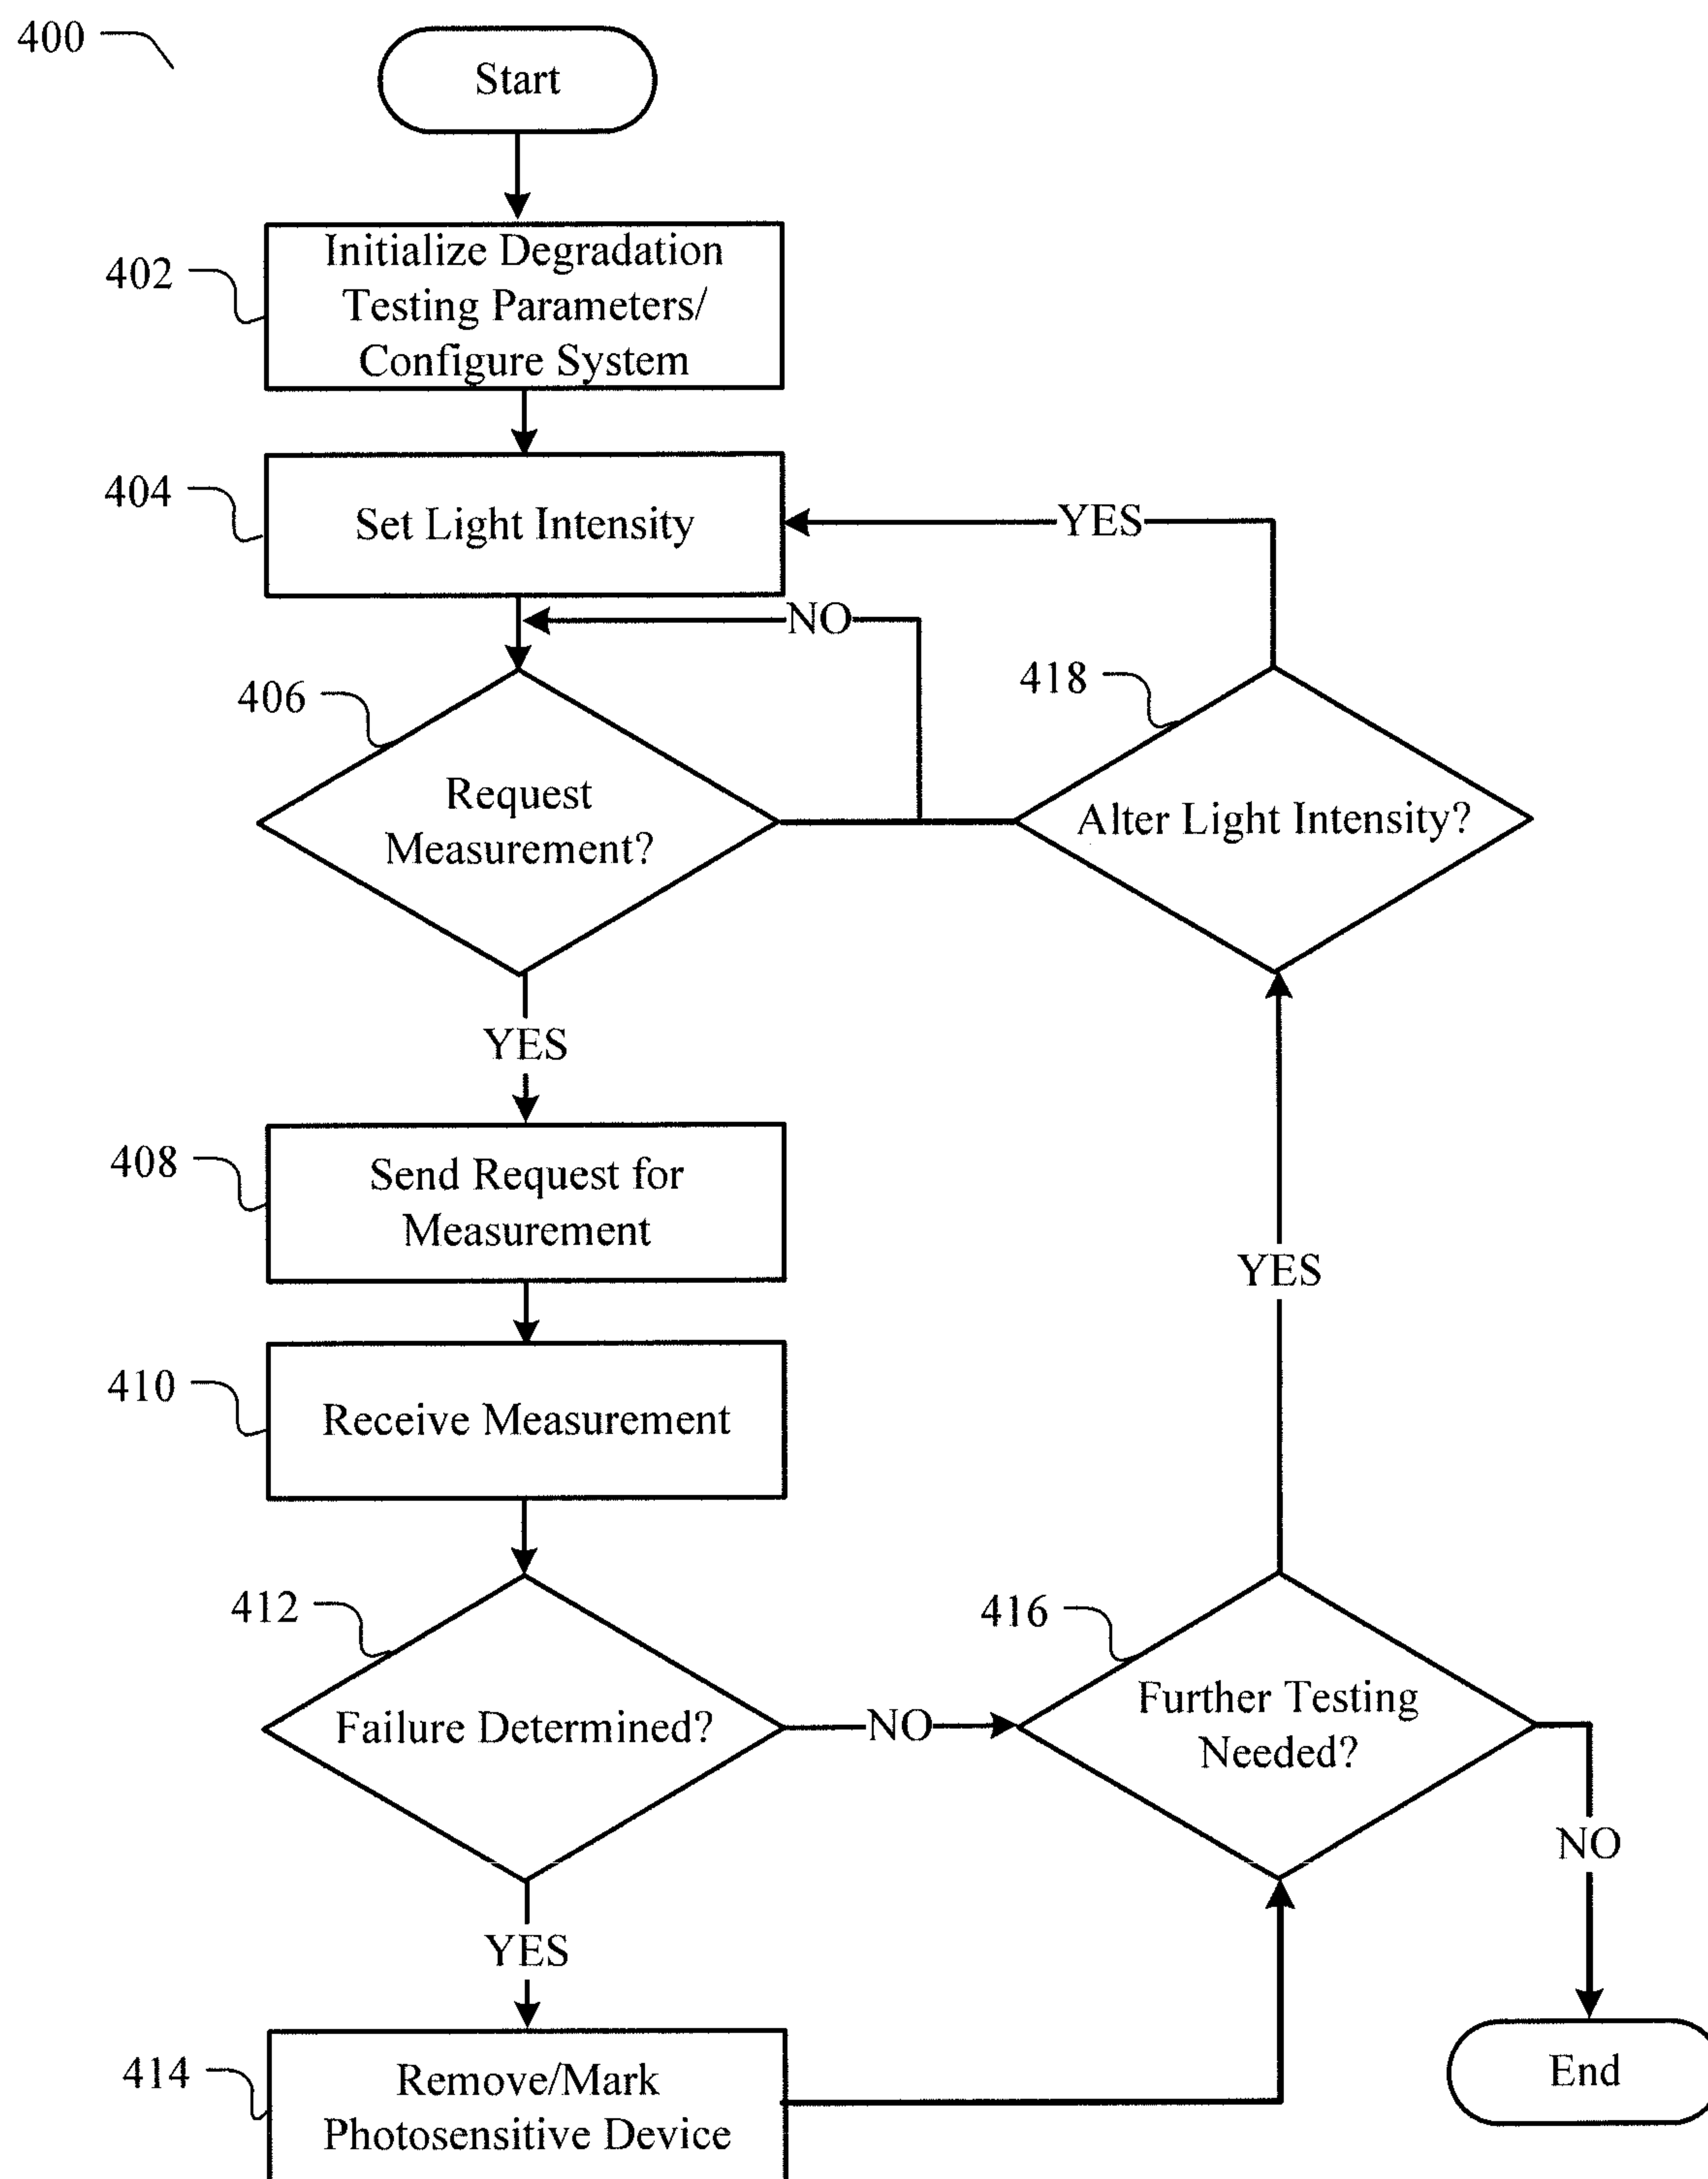 400
Start
402
Initialize Degradation
Testing Parameters/
Configure System
404
Set Light Intensity
YES
NO
406
Request
Measurement?
418
Alter Light Intensity?
YES
408
Send Request for
Measurement
YES
410
Receive Measurement
412
Failure Determined?
NO
416
Further Testing
Needed?
NO
YES
414
Remove/Mark
Photosensitive Device
End